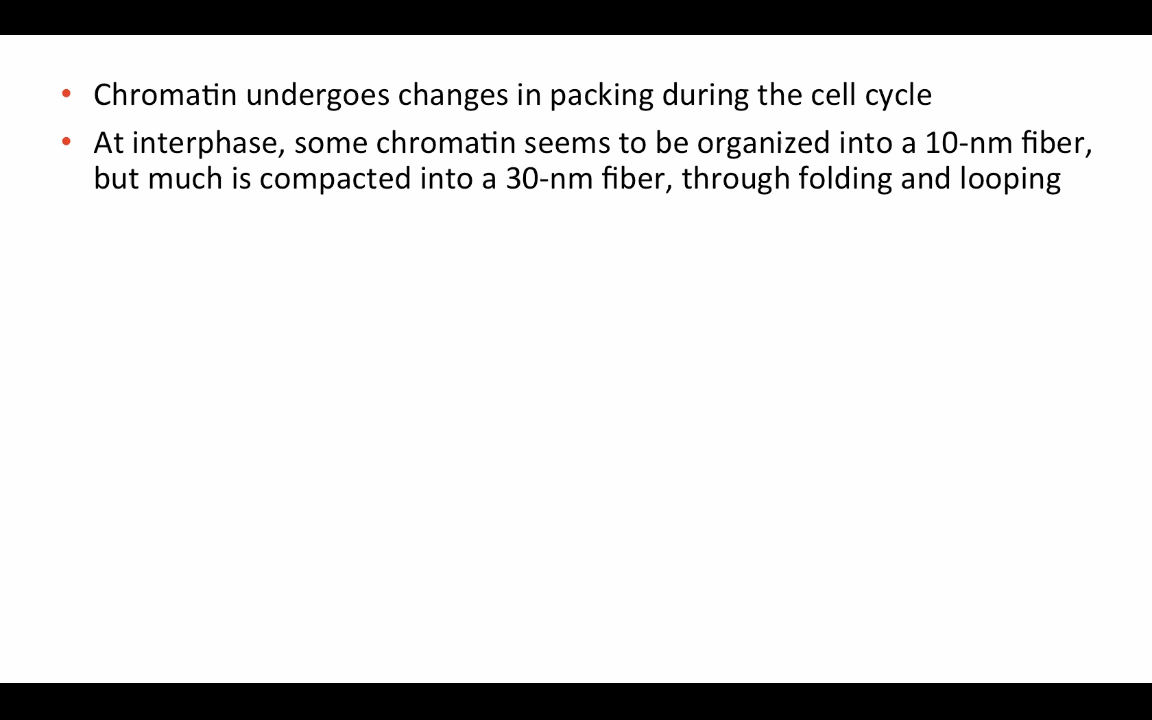 • Chromatin undergoes changes in packing during the cell cycle
• At interphase, some chromatin seems to be organized into a 10-nm fiber,
but much is compacted into a 30-nm fiber, through folding and looping